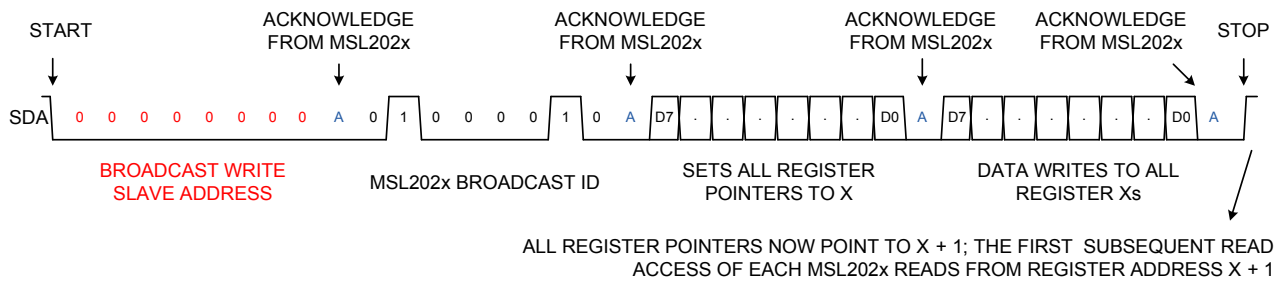 START
ACKNOWLEDGE
FROM MSL202x
ACKNOWLEDGE
FROM MSL202x
ACKNOWLEDGE
FROM MSL202x
ACKNOWLEDGE
FROM MSL202x
STOP
SDA 0 0 0 0 0 0 0 0 A 0 1 0 0 0 0 1 0 A D7 . . . . . . D0 A D7 . . . . . . D0 A
BROADCAST WRITE
SLAVE ADDRESS
MSL202x BROADCAST ID
SETS ALL REGISTER
POINTERS TO X
DATA WRITES TO ALL
REGISTER Xs
ALL REGISTER POINTERS NOW POINT TO X + 1; THE FIRST SUBSEQUENT READ
ACCESS OF EACH MSL202x READS FROM REGISTER ADDRESS X + 1